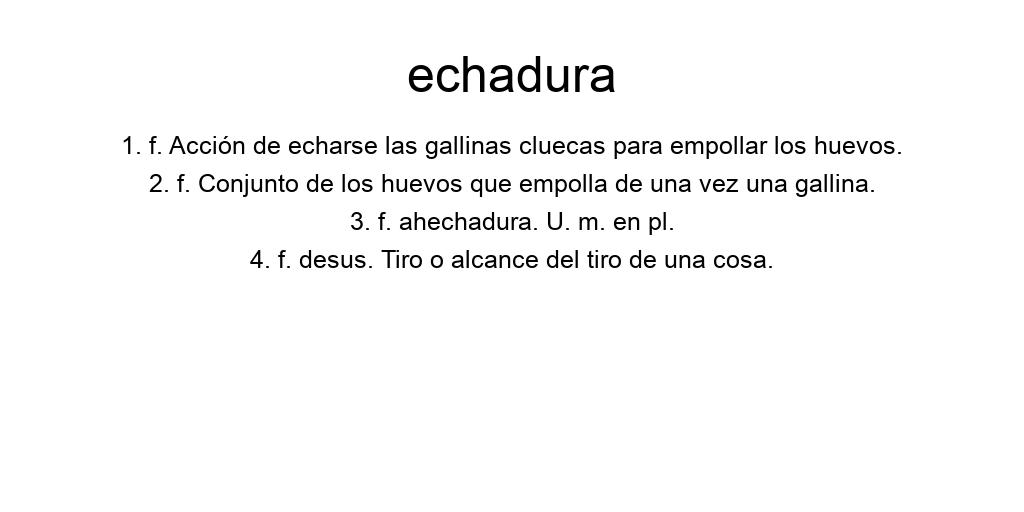 echadura
1. f. Acción de echarse las gallinas cluecas para empollar los huevos.
2. f. Conjunto de los huevos que empolla de una vez una gallina.
3. f. ahechadura. U. m. en pl.
4. f. desus. Tiro o alcance del tiro de una cosa.